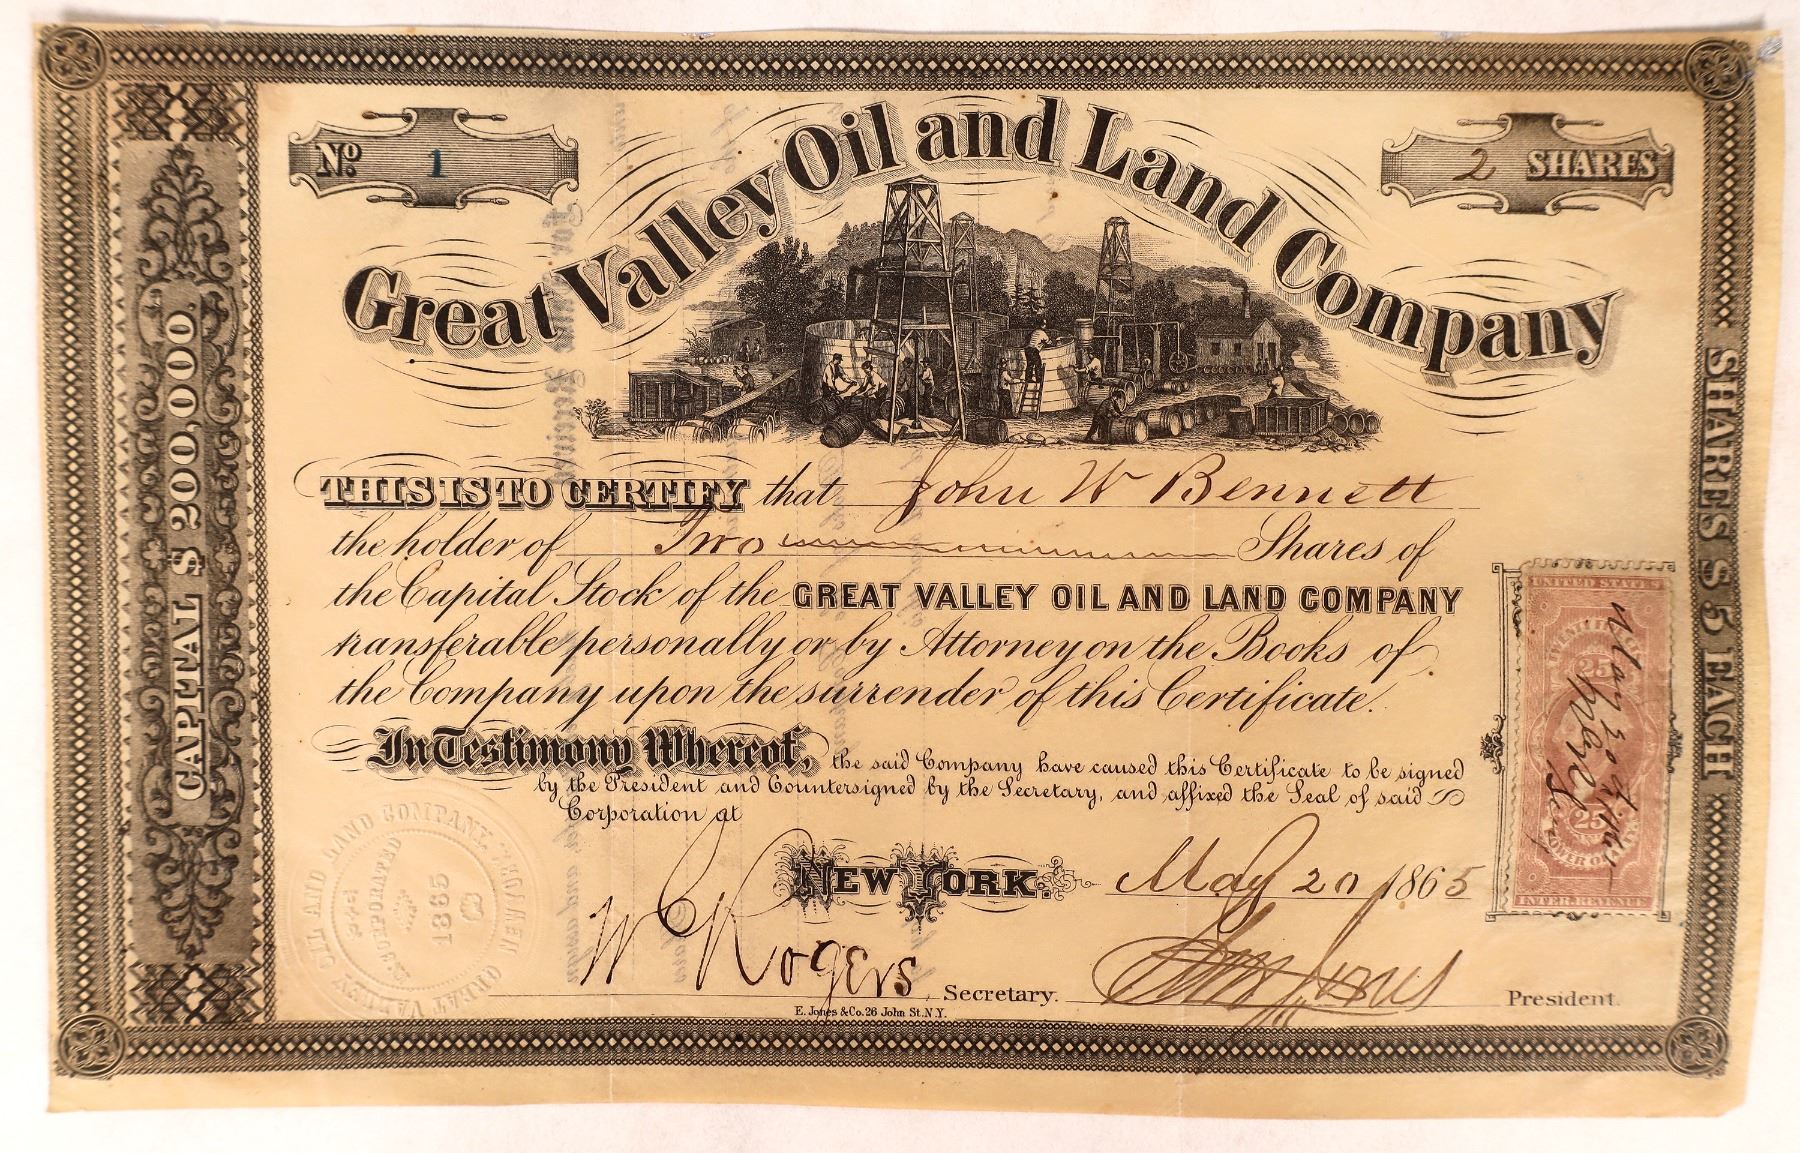 No. 1
2 SHARES
Great Valley Oil and Land Company
CAPITAL $ 200,000
SHARES $ 5 EACH
THIS IS TO CERTIFY that John W Bennett
the holder of Two Shares of
the Capital Stock of the GREAT VALLEY OIL AND LAND COMPANY
transferable personally or by Attorney on the Books of
the Company upon the surrender of this Certificate.
In Testimony Whereof, the said Company have caused this Certificate to be signed
by the President and Countersigned by the Secretary, and affixed the Seal of said
Corporation at
NEW YORK. May 20 1865
W C Rogers Secretary. President.
E. Jones & Co. 26 John St. N.Y.
GREAT VALLEY OIL AND LAND COMPANY. NEW YORK
INCORPORATED
1865
UNITED STATES
25
25
INTER. REVENUE
May 20